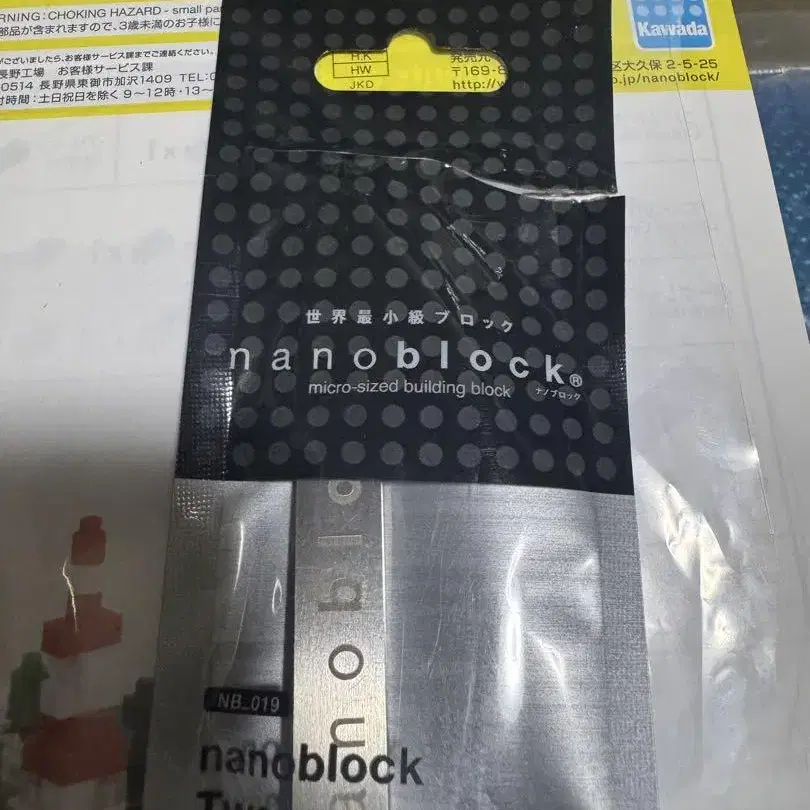 RNING : CHOKING HAZARD - small pa
部品が含まれますので、3歳未満のお子様に
がございましたら、お客様サービス課までご連絡ください。
長野工場 お客様サービス課
0514 長野県東御市加沢1409 TEL:0
付時間：土日祝日を除く 9〜12時・13〜
H.K
HW
JKD
発売元
〒169-8
http://w
Kawada
区大久保 2-5-25
.jp/nanoblock/
世界最小級ブロック
nanoblock®
micro-sized building block
ナノブロック
nanoblo
NB_019
nanoblock